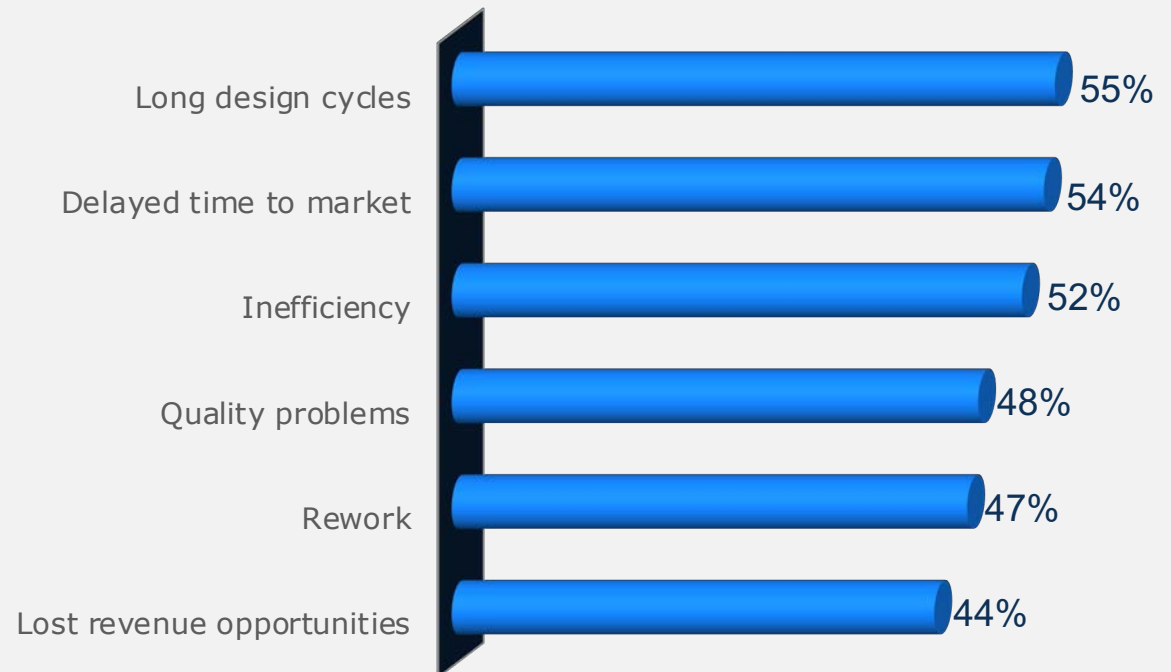 Long design cycles 55%
Delayed time to market 54%
Inefficiency 52%
Quality problems 48%
Rework 47%
Lost revenue opportunities 44%